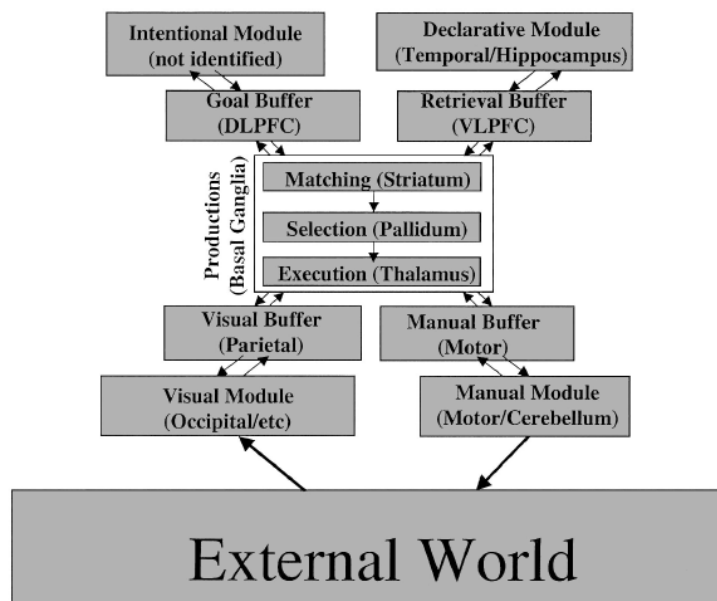 Intentional Module
(not identified)
Declarative Module
(Temporal/Hippocampus)
Goal Buffer
(DLPFC)
Retrieval Buffer
(VLPFC)
Productions
(Basal Ganglia)
Matching (Striatum)
Selection (Pallidum)
Execution (Thalamus)
Visual Buffer
(Parietal)
Manual Buffer
(Motor)
Visual Module
(Occipital/etc)
Manual Module
(Motor/Cerebellum)
External World